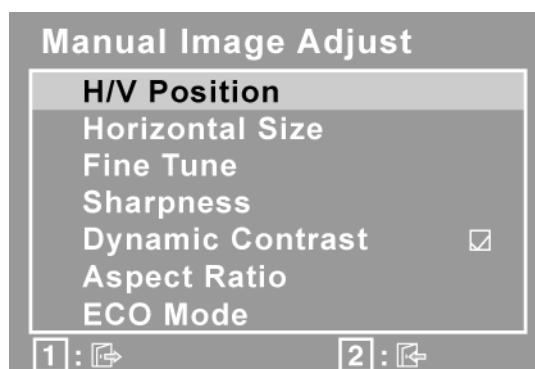 Manual Image Adjust
H/V Position
Horizontal Size
Fine Tune
Sharpness
Dynamic Contrast
Aspect Ratio
ECO Mode
1 : 2 :